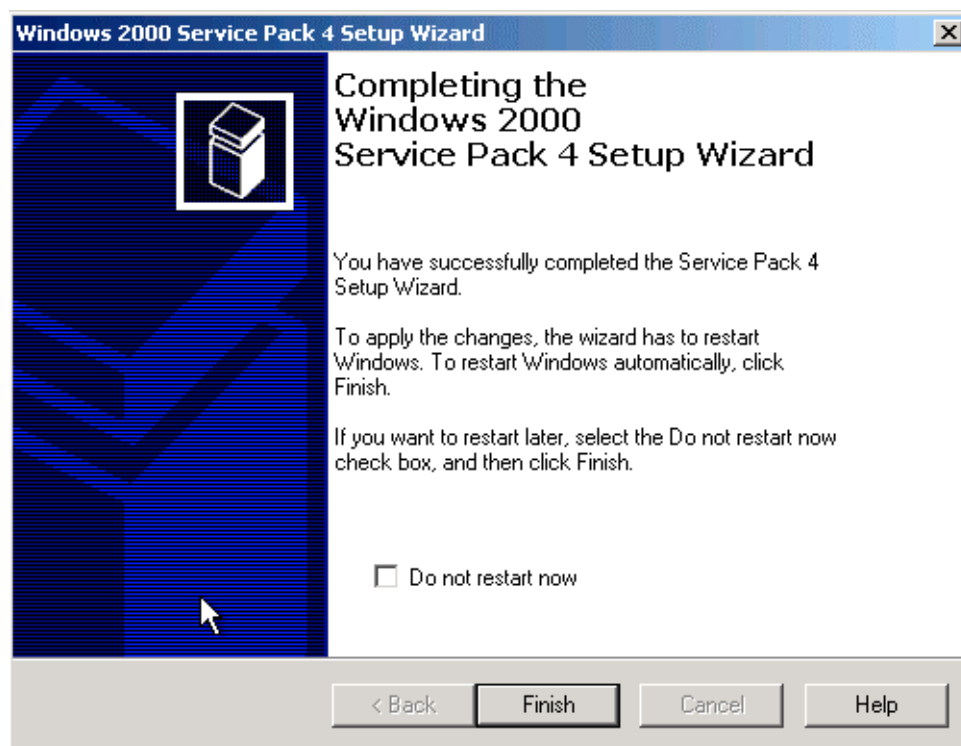 Windows 2000 Service Pack 4 Setup Wizard
Completing the
Windows 2000
Service Pack 4 Setup Wizard
You have successfully completed the Service Pack 4
Setup Wizard.
To apply the changes, the wizard has to restart
Windows. To restart Windows automatically, click
Finish.
If you want to restart later, select the Do not restart now
check box, and then click Finish.
Do not restart now
< Back Finish Cancel Help